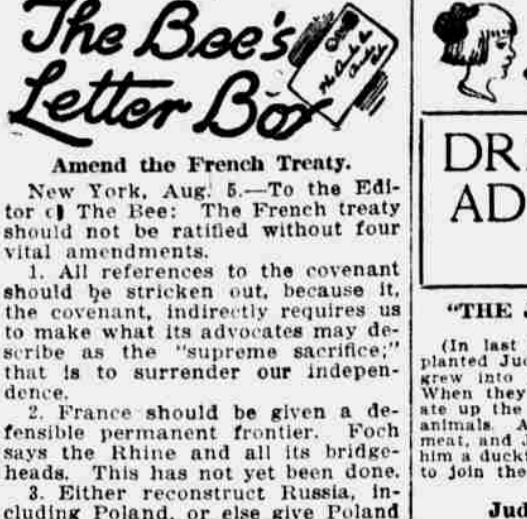 The Bee's
Letter Box
Amend the French Treaty.
New York, Aug. 5.—To the Edi-
tor The Bee: The French treaty
should not be ratified without four
vital amendments.
1. All references to the covenant
should be stricken out, because it,
the covenant, indirectly requires us
to make what its advocates may de-
scribe as the "supreme sacrifice;"
that is to surrender our indepen-
dence.
2. France should be given a de-
fensible permanent frontier. Foch
says the Rhine and all its bridge-
heads. This has not yet been done.
3. Either reconstruct Russia, in-
cluding Poland, or else give Poland
DR
AD
"THE
(In last
planted Jud
grew into
When they
ate up the
animals.
meat, and
him a duck
to join the
Jud